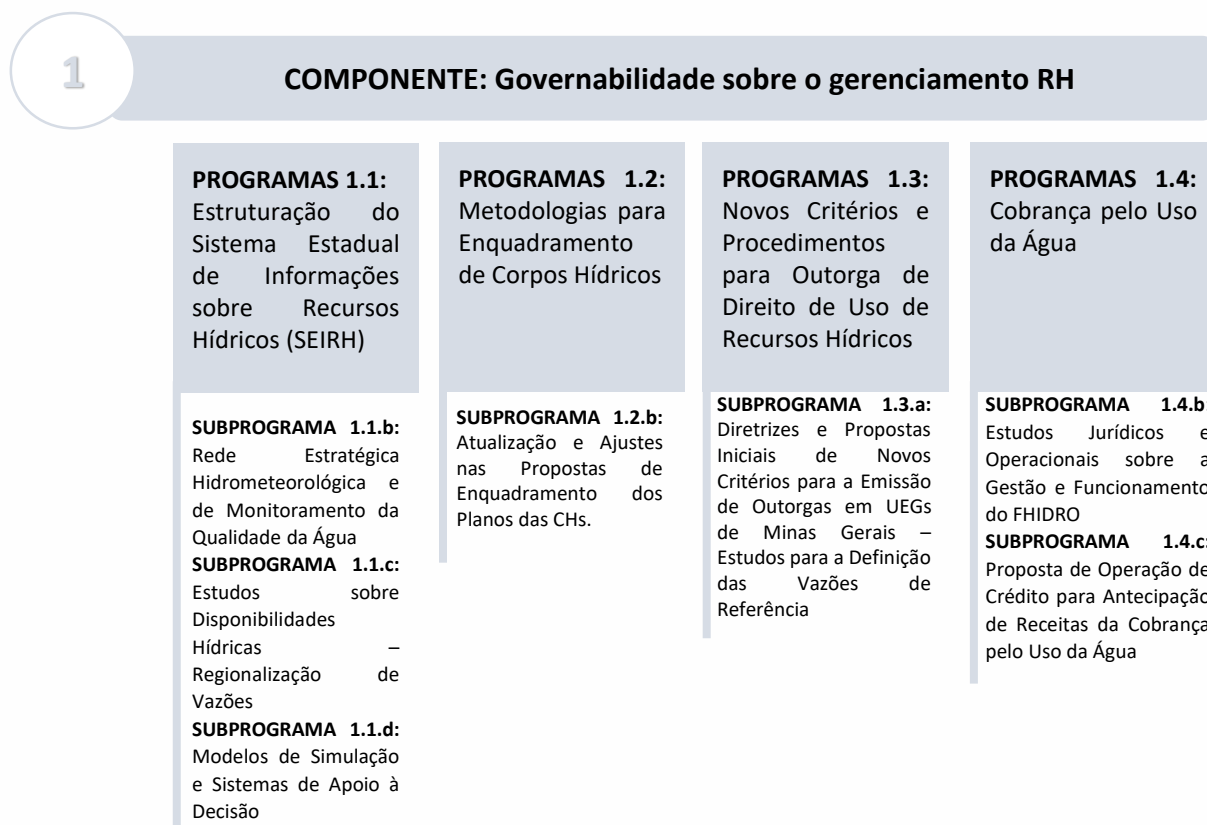 1
COMPONENTE: Governabilidade sobre o gerenciamento RH
PROGRAMAS 1.1:
Estruturação do
Sistema Estadual
de Informações
sobre Recursos
Hídricos (SEIRH)
SUBPROGRAMA 1.1.b:
Rede Estratégica
Hidrometeorológica e
de Monitoramento da
Qualidade da Água
SUBPROGRAMA 1.1.c:
Estudos sobre
Disponibilidades
Hídricas –
Regionalização de
Vazões
SUBPROGRAMA 1.1.d:
Modelos de Simulação
e Sistemas de Apoio à
Decisão
PROGRAMAS 1.2:
Metodologias para
Enquadramento
de Corpos Hídricos
SUBPROGRAMA 1.2.b:
Atualização e Ajustes
nas Propostas de
Enquadramento dos
Planos das CHs.
PROGRAMAS 1.3:
Novos Critérios e
Procedimentos
para Outorga de
Direito de Uso de
Recursos Hídricos
SUBPROGRAMA 1.3.a:
Diretrizes e Propostas
Iniciais de Novos
Critérios para a Emissão
de Outorgas em UEGs
de Minas Gerais –
Estudos para a Definição
das Vazões de
Referência
PROGRAMAS 1.4:
Cobrança pelo Uso
da Água
SUBPROGRAMA 1.4.b:
Estudos Jurídicos e
Operacionais sobre a
Gestão e Funcionamento
do FHIDRO
SUBPROGRAMA 1.4.c:
Proposta de Operação de
Crédito para Antecipação
de Receitas da Cobrança
pelo Uso da Água